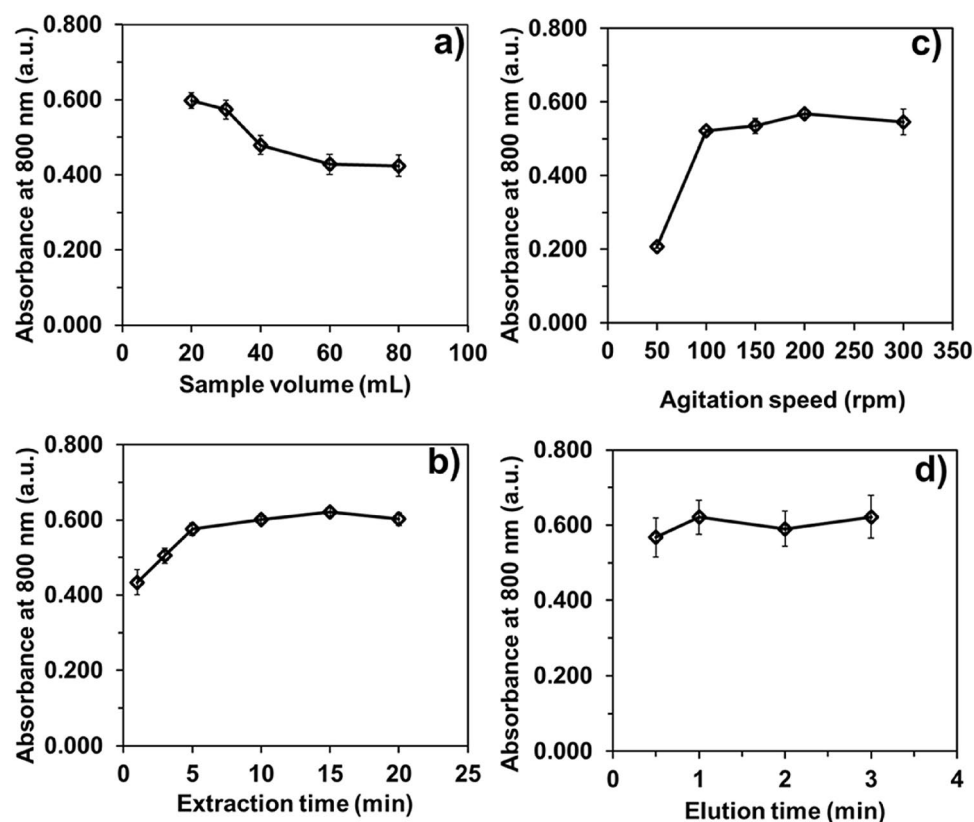 a)
Absorbance at 800 nm (a.u.)
0.800
0.600
0.400
0.200
0.000
0 20 40 60 80 100
Sample volume (mL)
c)
Absorbance at 800 nm (a.u.)
0.800
0.600
0.400
0.200
0.000
0 50 100 150 200 250 300 350
Agitation speed (rpm)
b)
Absorbance at 800 nm (a.u.)
0.800
0.600
0.400
0.200
0.000
0 5 10 15 20 25
Extraction time (min)
d)
Absorbance at 800 nm (a.u.)
0.800
0.600
0.400
0.200
0.000
0 1 2 3 4
Elution time (min)